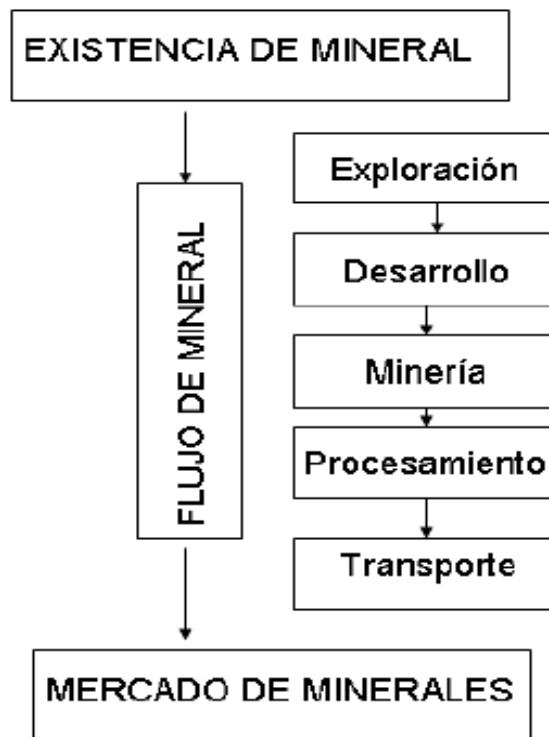 EXISTENCIA DE MINERAL
FLUJO DE MINERAL
Exploración
Desarrollo
Minería
Procesamiento
Transporte
MERCADO DE MINERALES